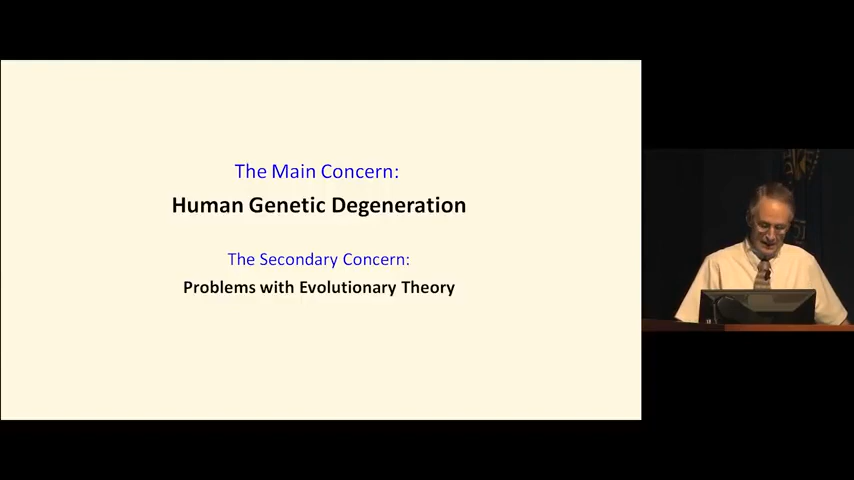 The Main Concern:
Human Genetic Degeneration
The Secondary Concern:
Problems with Evolutionary Theory